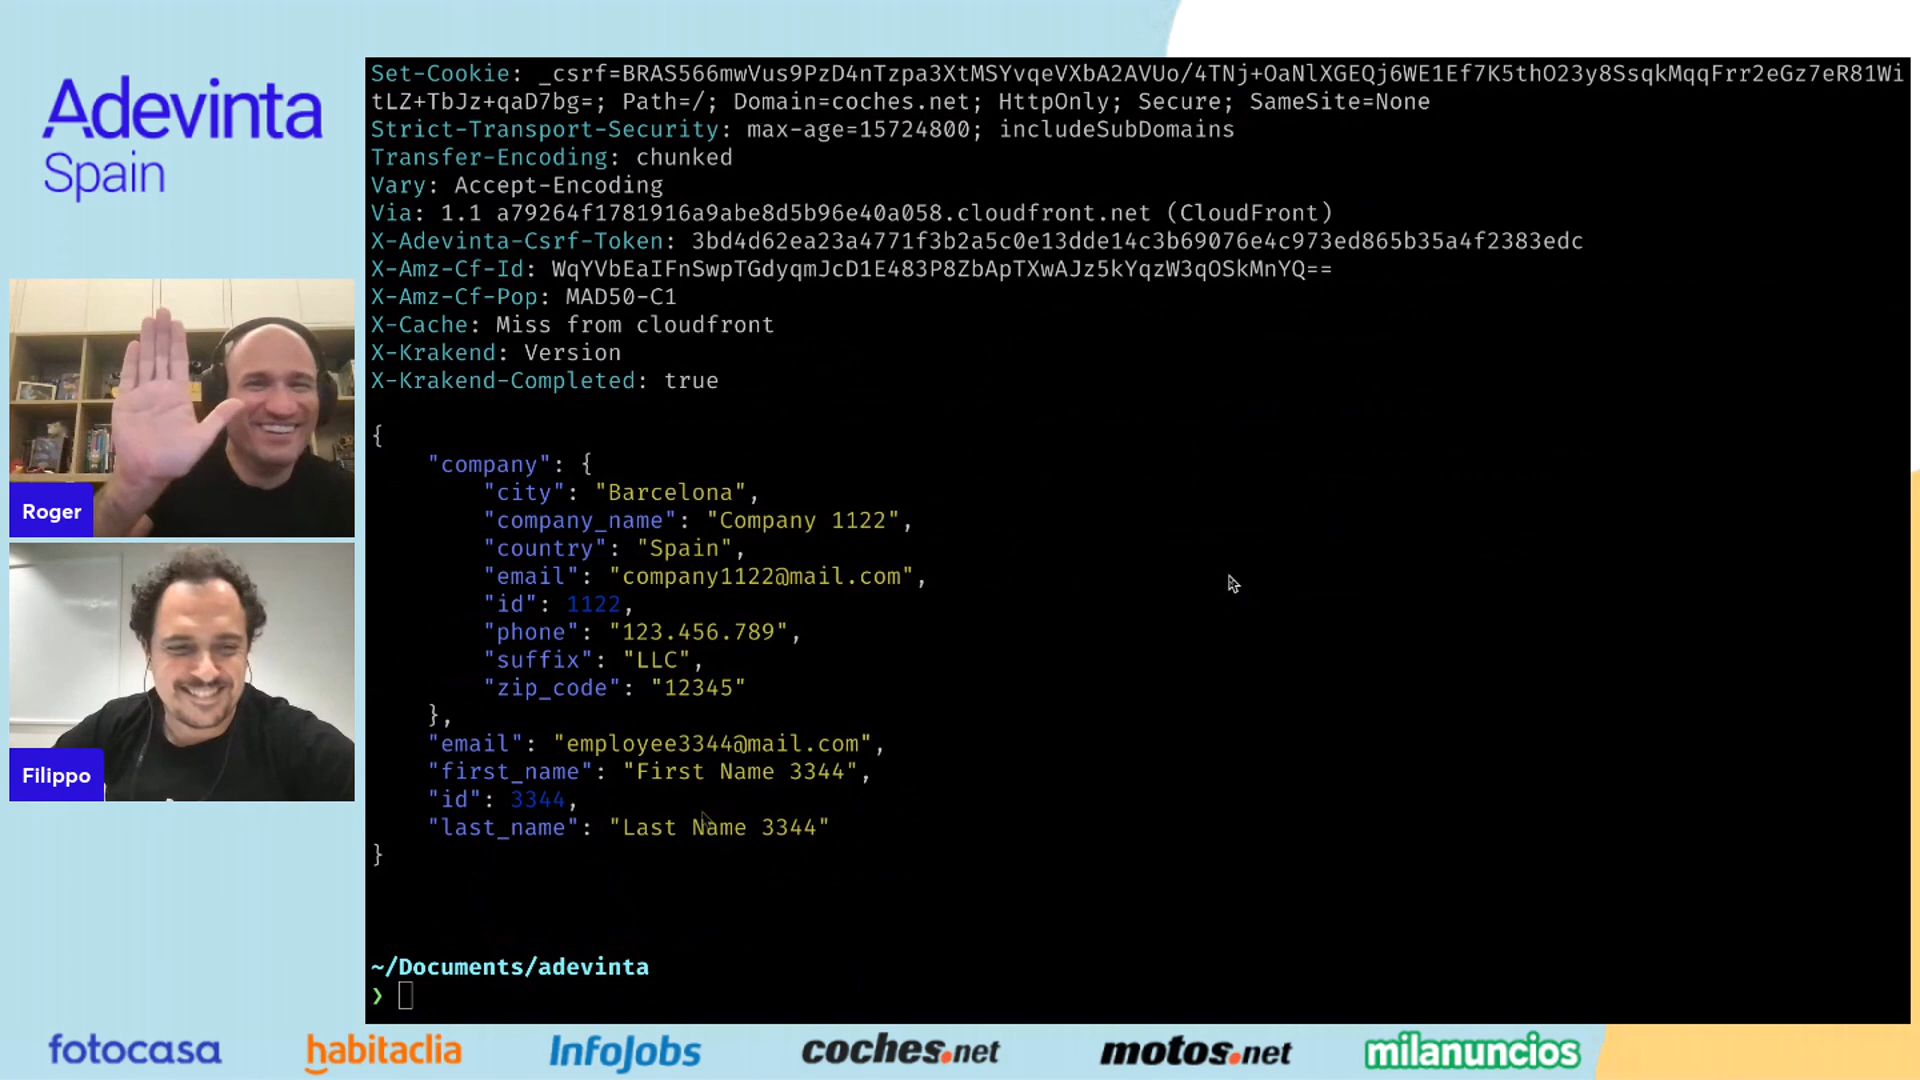 Adevinta
Spain
Set-Cookie: _csrf=BRAS566mwVus9PzD4nTzpa3XtMSYvqeVXbA2AVUo/4TNj+OaNlXGEQj6WE1Ef7K5thO23y8SsqkMqqFrr2eGz7eR81Wi
tLZ+TbJz+qaD7bg=; Path=/; Domain=coches.net; HttpOnly; Secure; SameSite=None
Strict-Transport-Security: max-age=15724800; includeSubDomains
Transfer-Encoding: chunked
Vary: Accept-Encoding
Via: 1.1 a79264f1781916a9abe8d5b96e40a058.cloudfront.net (CloudFront)
X-Adevinta-Csrf-Token: 3bd4d62ea23a4771f3b2a5c0e13dde14c3b69076e4c973ed865b35a4f2383edc
X-Amz-Cf-Id: WqYVbEaIFnSwpTGdyqmJcD1E483P8ZbApTXwAJz5kYqzW3qOSkMnYQ==
X-Amz-Cf-Pop: MAD50-C1
X-Cache: Miss from cloudfront
X-Krakend: Version
X-Krakend-Completed: true
{
"company": {
"city": "Barcelona",
"company_name": "Company 1122",
"country": "Spain",
"email": "company1122@mail.com",
"id": 1122,
"phone": "123.456.789",
"suffix": "LLC",
"zip_code": "12345"
},
"email": "employee3344@mail.com",
"first_name": "First Name 3344",
"id": 3344,
"last_name": "Last Name 3344"
}
~/Documents/adevinta
❯
Roger
Filippo
fotocasa habitaclia InfoJobs coches.net motos.net milanuncios